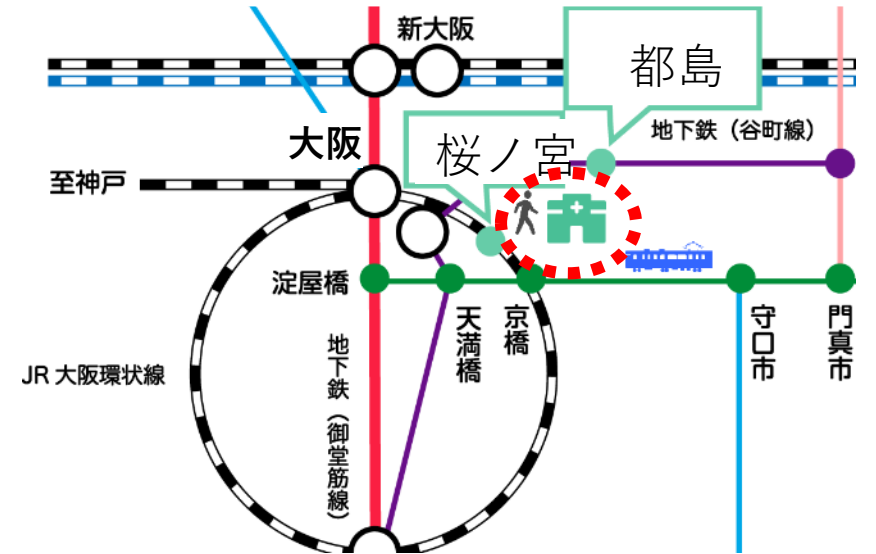 新大阪
都島
大阪
地下鉄（谷町線）
桜ノ宮
至神戸
淀屋橋
天満橋
京橋
守口市
門真市
JR大阪環状線
地下鉄（御堂筋線）